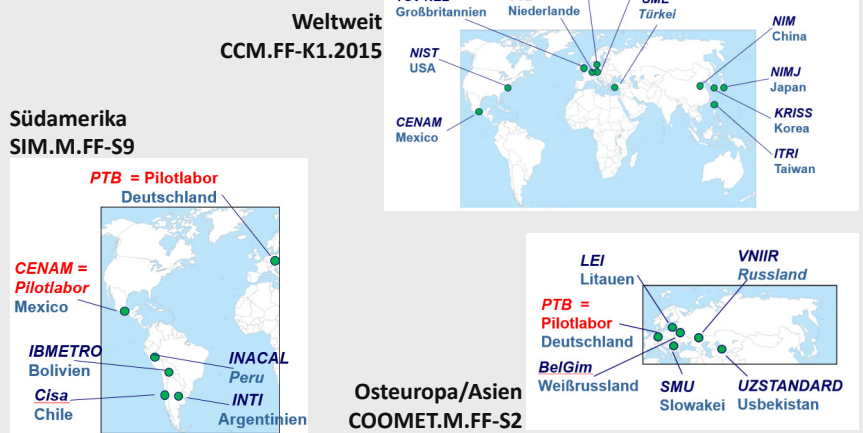 Weltweit
CCM.FF-K1.2015
Großbritannien
Niederlande
Türkei
NIM
China
NIST
USA
NIMJ
Japan
KRISS
Korea
CENAM
Mexico
ITRI
Taiwan
Südamerika
SIM.M.FF-S9
PTB = Pilotlabor
Deutschland
CENAM =
Pilotlabor
Mexico
IBMETRO
Bolivien
INACAL
Peru
Cisa
Chile
INTI
Argentinien
Osteuropa/Asien
COOMET.M.FF-S2
LEI
Litauen
VNIIR
Russland
PTB =
Pilotlabor
Deutschland
BelGim
Weißrussland
SMU
Slowakei
UZSTANDARD
Usbekistan